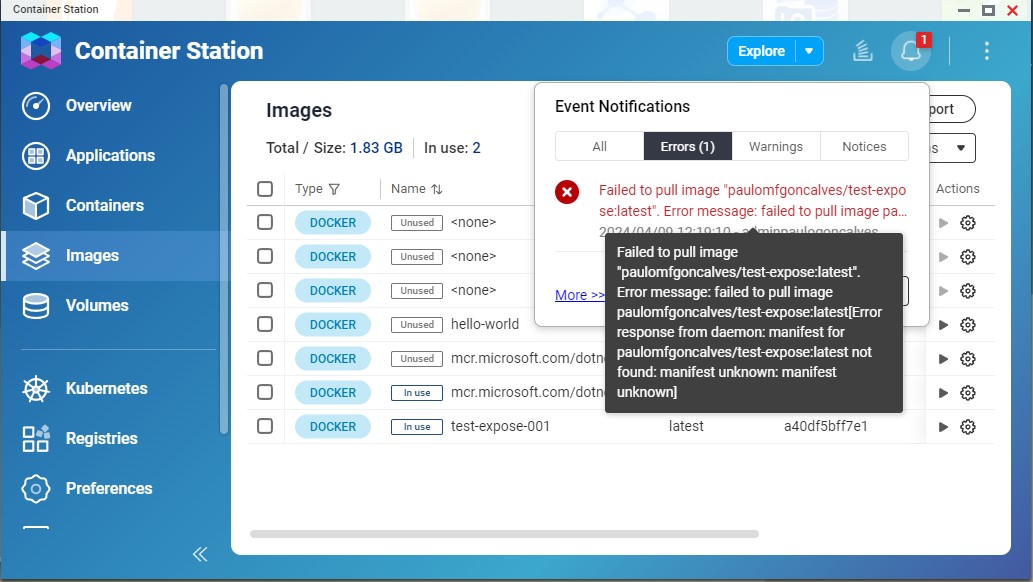 Container Station
Container Station
Explore
1
Overview
Applications
Containers
Images
Volumes
Kubernetes
Registries
Preferences
Images
Total / Size: 1.83 GB
In use: 2
Type
Name
Actions
DOCKER Unused <none>
DOCKER Unused <none>
DOCKER Unused <none>
DOCKER Unused hello-world
DOCKER Unused mcr.microsoft.com/dotn
DOCKER In use mcr.microsoft.com/dotn
DOCKER In use test-expose-001 latest a40df5bff7e1
port
s
Event Notifications
All
Errors (1)
Warnings
Notices
Failed to pull image "paulomfgoncalves/test-expo
se:latest". Error message: failed to pull image pa...
2024/04/09 12:19:10 - adminpaulogoncalves
More >>
Failed to pull image
"paulomfgoncalves/test-expose:latest".
Error message: failed to pull image
paulomfgoncalves/test-expose:latest[Error
response from daemon: manifest for
paulomfgoncalves/test-expose:latest not
found: manifest unknown: manifest
unknown]